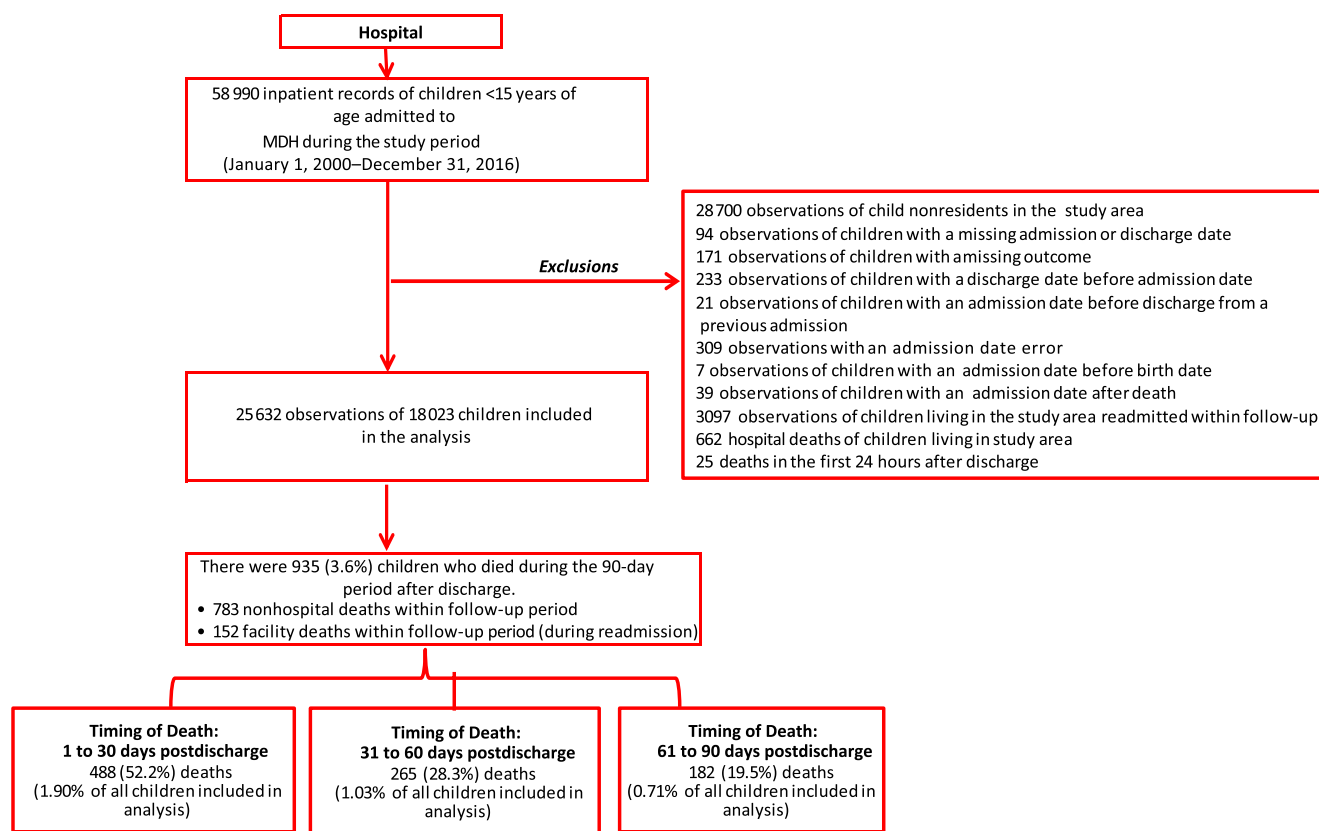 Hospital
58 990 inpatient records of children <15 years of
age admitted to
MDH during the study period
(January 1, 2000–December 31, 2016)
28 700 observations of child nonresidents in the study area
94 observations of children with a missing admission or discharge date
171 observations of children with amissing outcome
233 observations of children with a discharge date before admission date
21 observations of children with an admission date before discharge from a
previous admission
309 observations with an admission date error
7 observations of children with an admission date before birth date
39 observations of children with an admission date after death
3097 observations of children living in the study area readmitted within follow-up
662 hospital deaths of children living in study area
25 deaths in the first 24 hours after discharge
Exclusions
25 632 observations of 18 023 children included
in the analysis
There were 935 (3.6%) children who died during the 90-day
period after discharge.
• 783 nonhospital deaths within follow-up period
• 152 facility deaths within follow-up period (during readmission)
Timing of Death:
1 to 30 days postdischarge
488 (52.2%) deaths
(1.90% of all children included in
analysis)
Timing of Death:
31 to 60 days postdischarge
265 (28.3%) deaths
(1.03% of all children included in
analysis)
Timing of Death:
61 to 90 days postdischarge
182 (19.5%) deaths
(0.71% of all children included in
analysis)